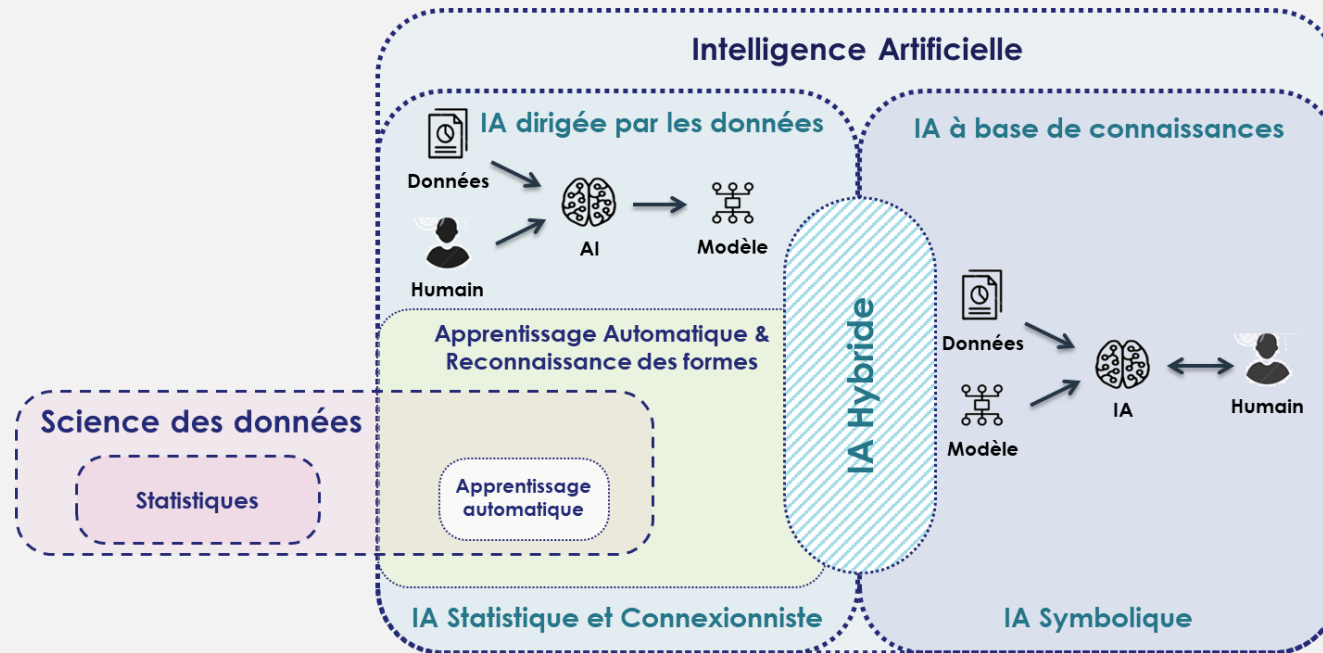 Intelligence Artificielle
IA dirigée par les données
Données
Humain
AI
Modèle
Apprentissage Automatique &
Reconnaissance des formes
Science des données
Statistiques
Apprentissage
automatique
IA Statistique et Connexionniste
IA Hybride
IA à base de connaissances
Données
Modèle
IA
Humain
IA Symbolique